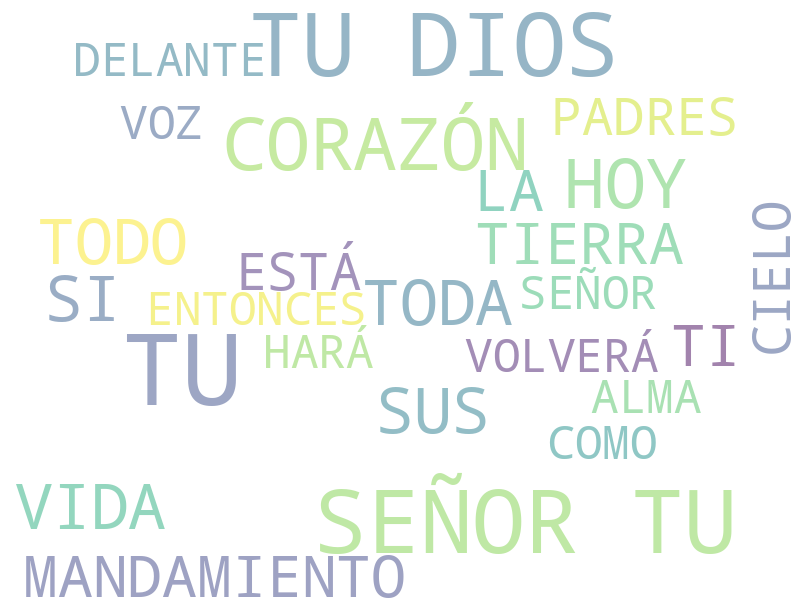 TU DIOS
DELANTE
VOZ
CORAZÓN
PADRES
LA
HOY
TODO
TIERRA
CIELO
ESTÁ
SI
ENTONCES
TODA
SEÑOR
TU
HARÁ
VOLVERÁ
TI
SUS
ALMA
COMO
VIDA
SEÑOR TU
MANDAMIENTO